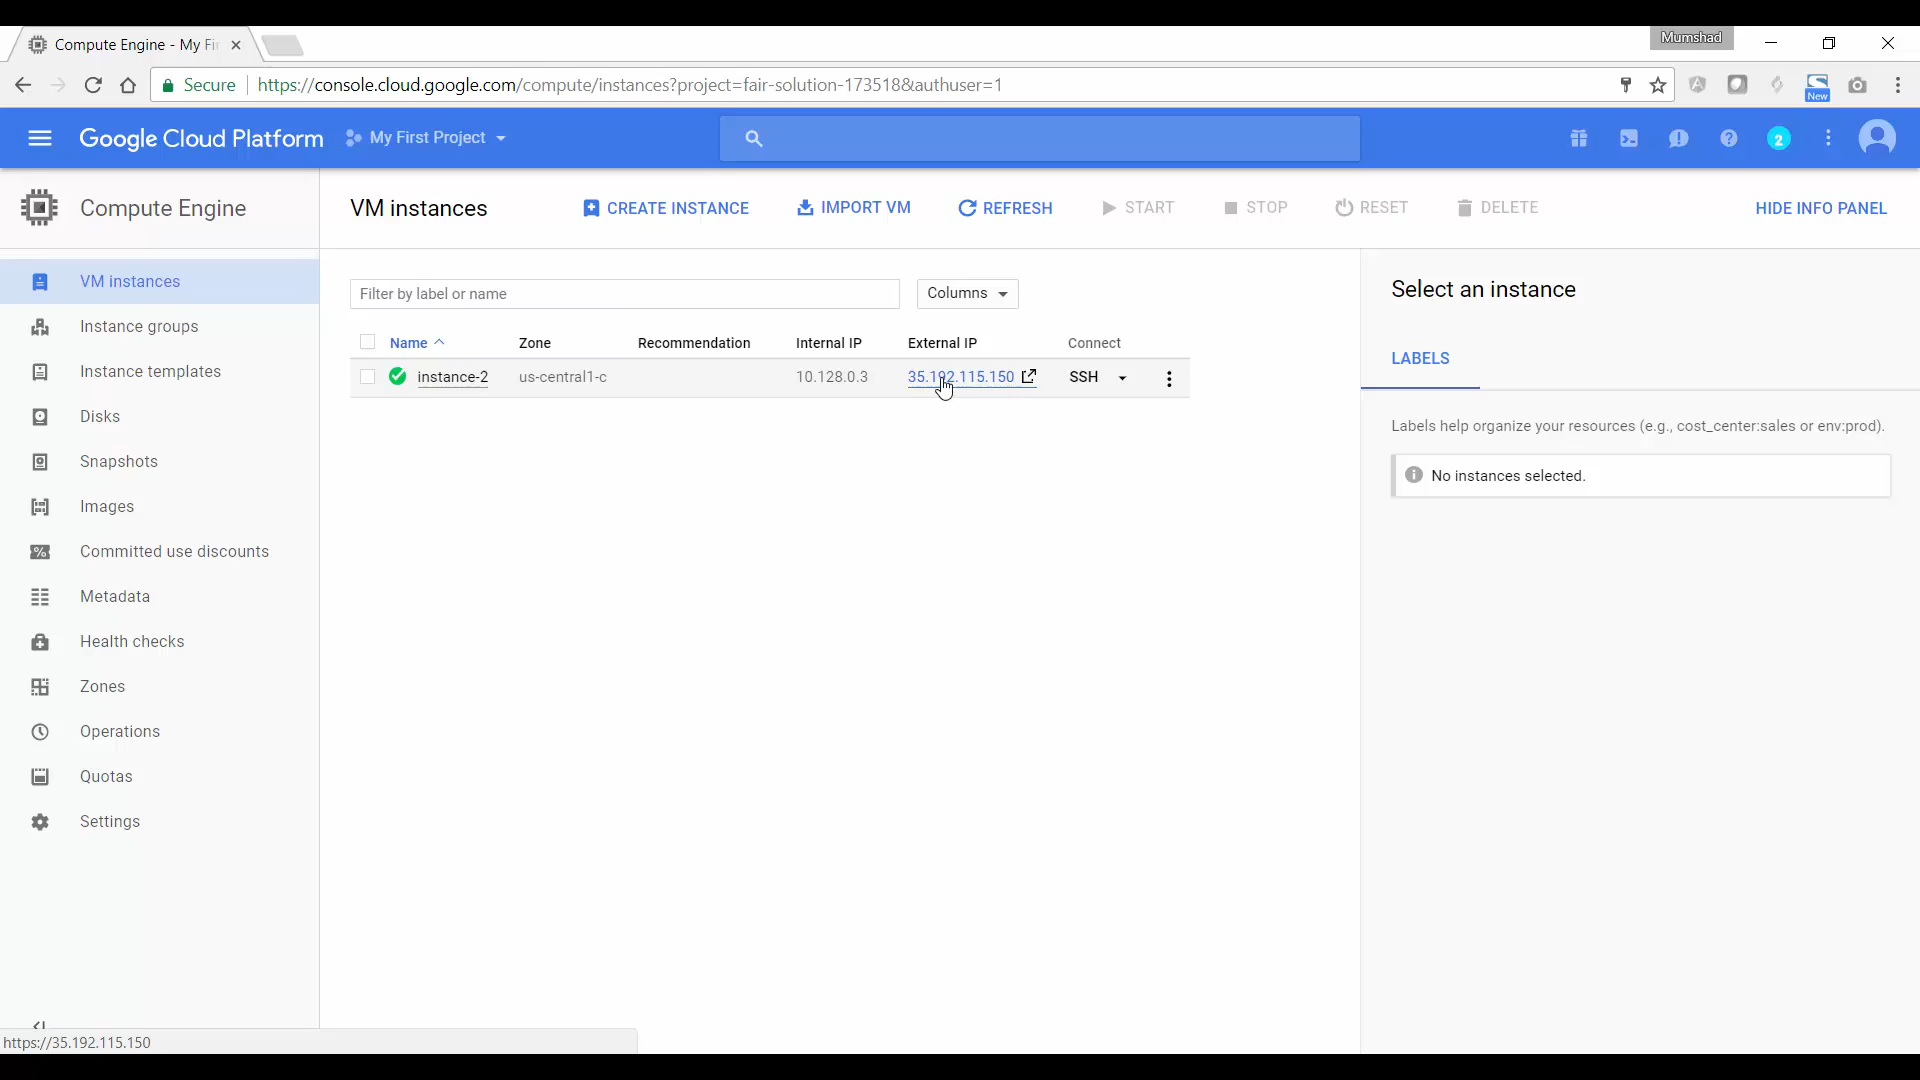 Mumshad
Compute Engine - My Fi
Secure https://console.cloud.google.com/compute/instances?project=fair-solution-173518&authuser=1
New
Google Cloud Platform My First Project 2
Compute Engine
VM instances CREATE INSTANCE IMPORT VM REFRESH START STOP RESET DELETE HIDE INFO PANEL
VM instances
Instance groups
Instance templates
Disks
Snapshots
Images
Committed use discounts
Metadata
Health checks
Zones
Operations
Quotas
Settings
Filter by label or name Columns
Name Zone Recommendation Internal IP External IP Connect
instance-2 us-central1-c 10.128.0.3 35.192.115.150 SSH
Select an instance
LABELS
Labels help organize your resources (e.g., cost_center:sales or env:prod).
No instances selected.
https://35.192.115.150